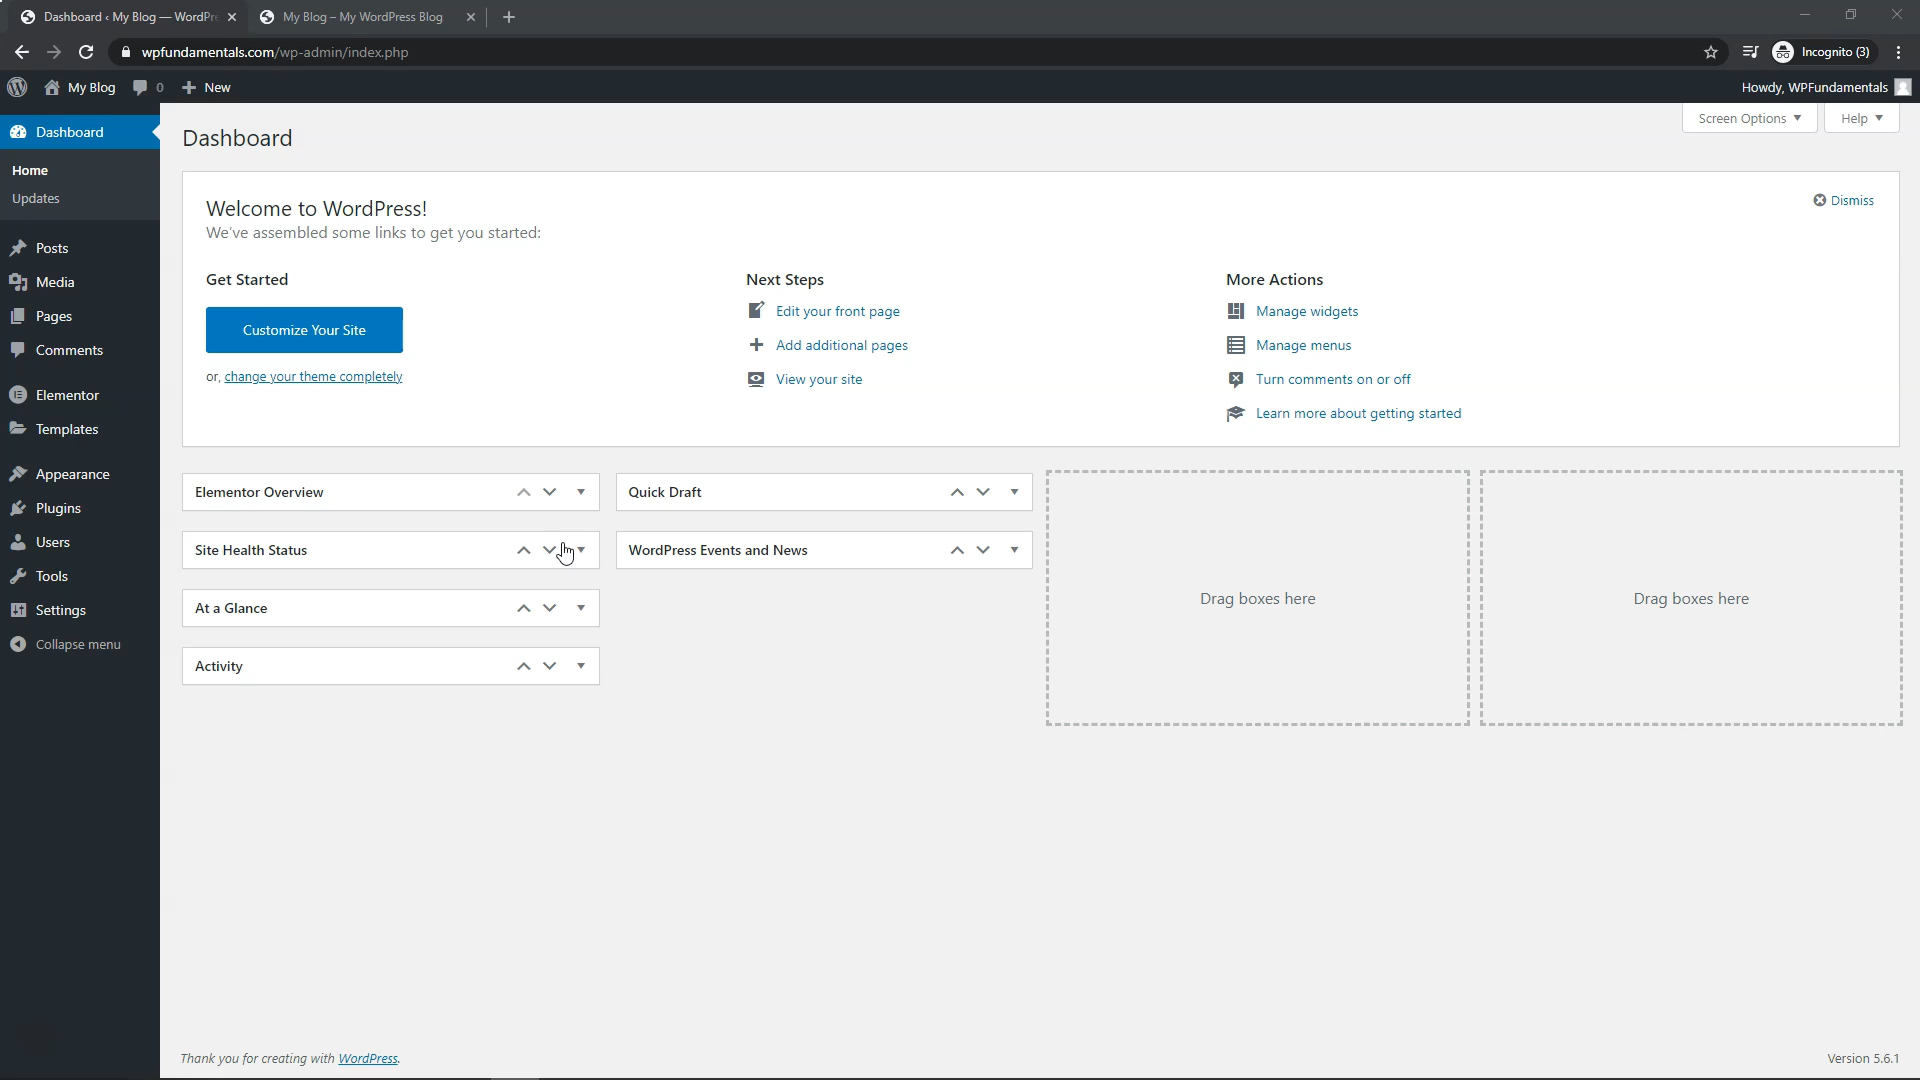 Dashboard ‹ My Blog — WordPre
My Blog – My WordPress Blog
wpfundamentals.com/wp-admin/index.php
Incognito (3)
My Blog
0
New
Howdy, WPFundamentals
Dashboard
Home
Updates
Posts
Media
Pages
Comments
Elementor
Templates
Appearance
Plugins
Users
Tools
Settings
Collapse menu
Screen Options
Help
Dashboard
Welcome to WordPress!
We've assembled some links to get you started:
Dismiss
Get Started
Customize Your Site
or, change your theme completely
Next Steps
Edit your front page
Add additional pages
View your site
More Actions
Manage widgets
Manage menus
Turn comments on or off
Learn more about getting started
Elementor Overview
Site Health Status
At a Glance
Activity
Quick Draft
WordPress Events and News
Drag boxes here
Drag boxes here
Thank you for creating with WordPress.
Version 5.6.1